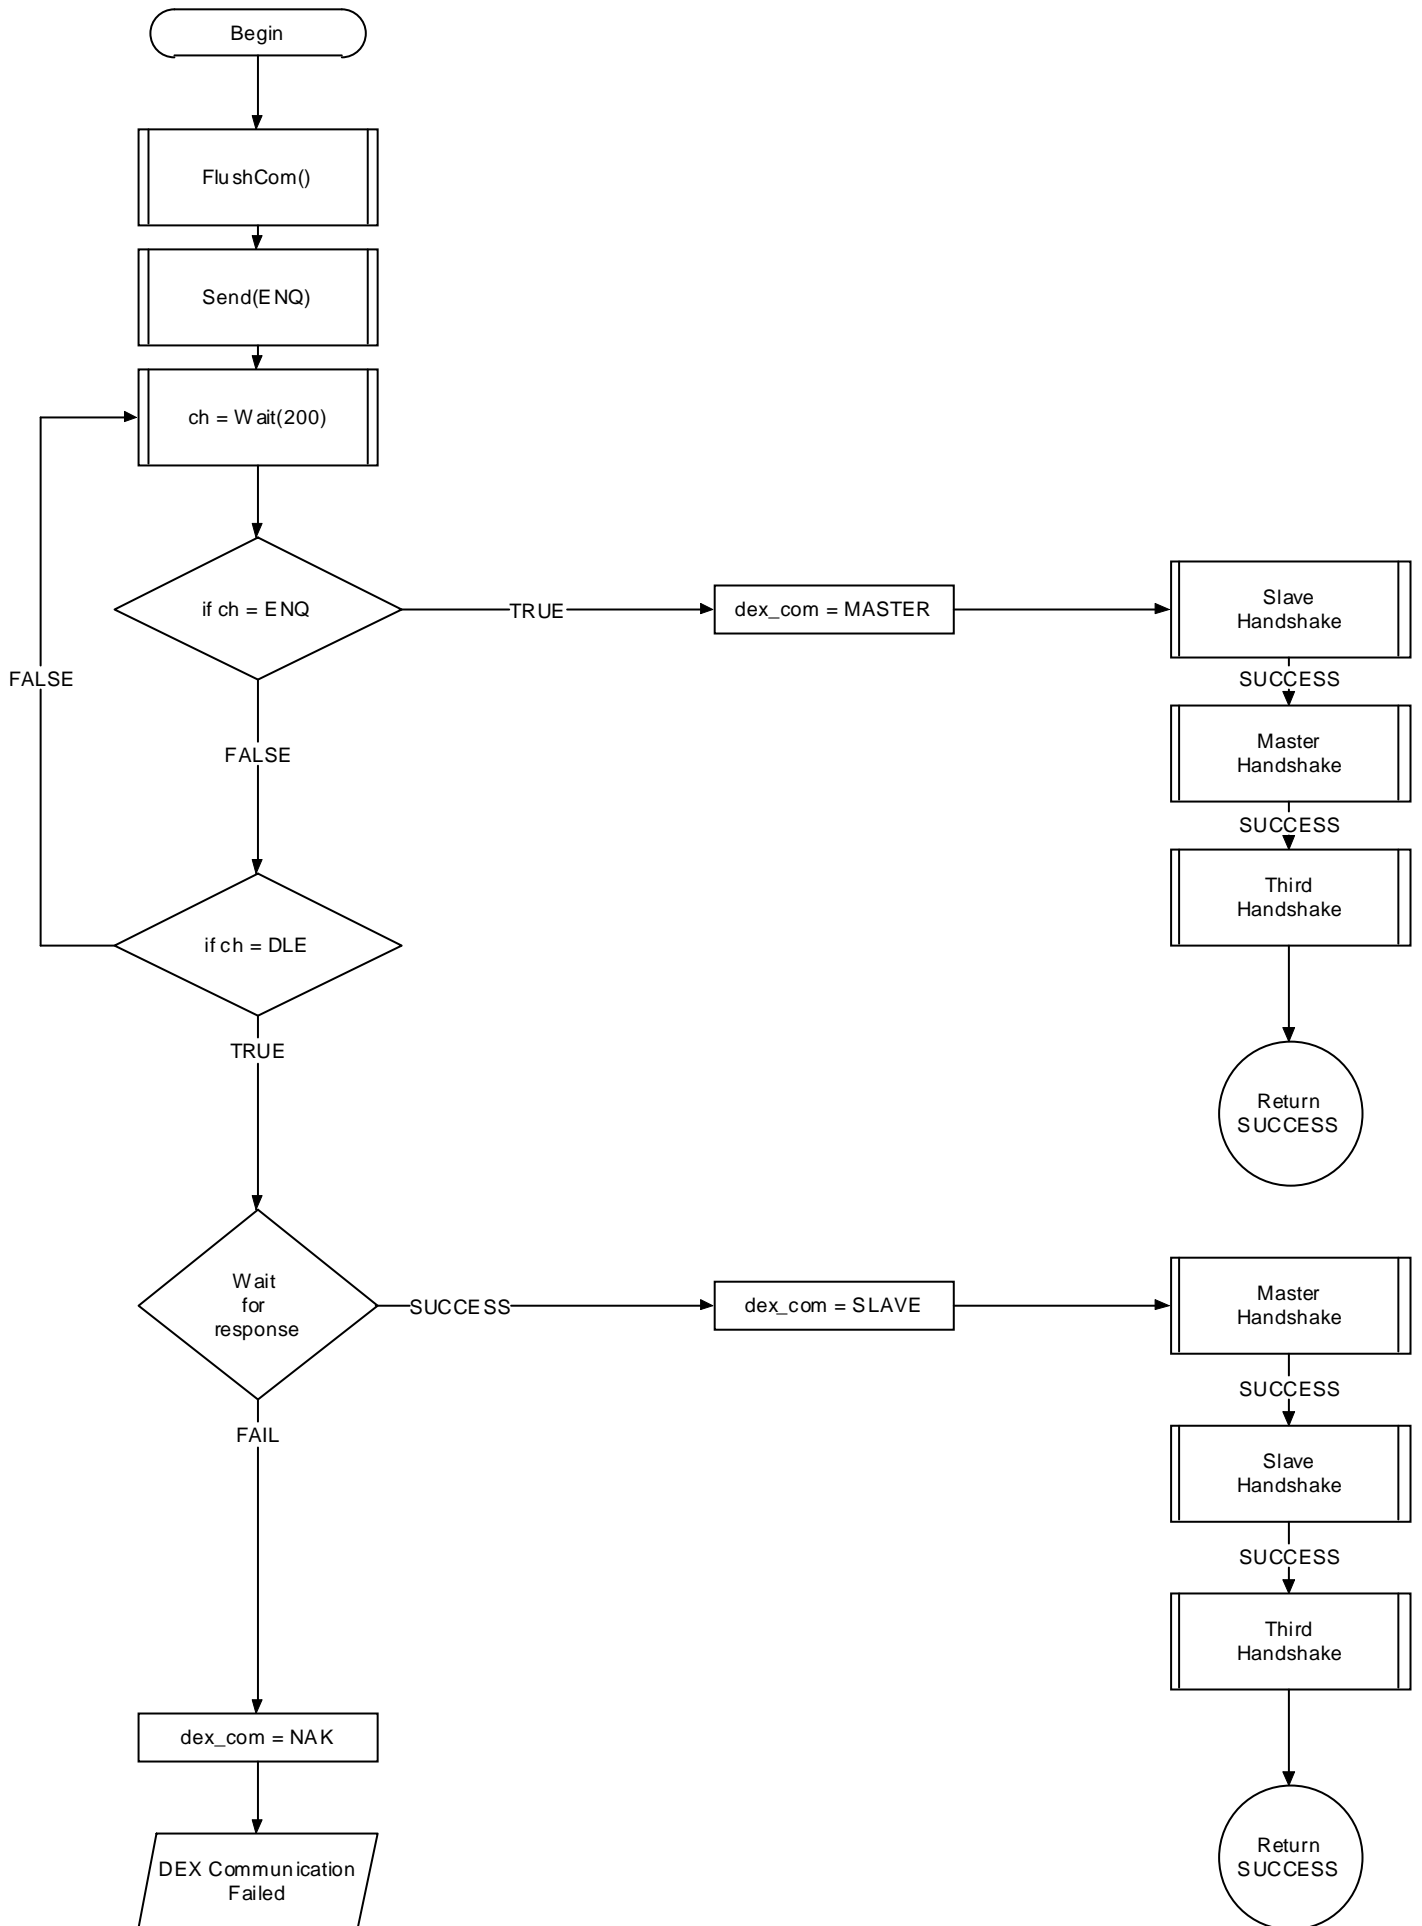 Begin
FlushCom()
Send(ENQ)
ch = Wait(200)
if ch = ENQ
TRUE
dex_com = MASTER
Slave
Handshake
SUCCESS
Master
Handshake
SUCCESS
Third
Handshake
Return
SUCCESS
FALSE
FALSE
if ch = DLE
TRUE
Wait
for
response
SUCCESS
dex_com = SLAVE
Master
Handshake
SUCCESS
Slave
Handshake
SUCCESS
Third
Handshake
Return
SUCCESS
FAIL
dex_com = NAK
DEX Communication
Failed